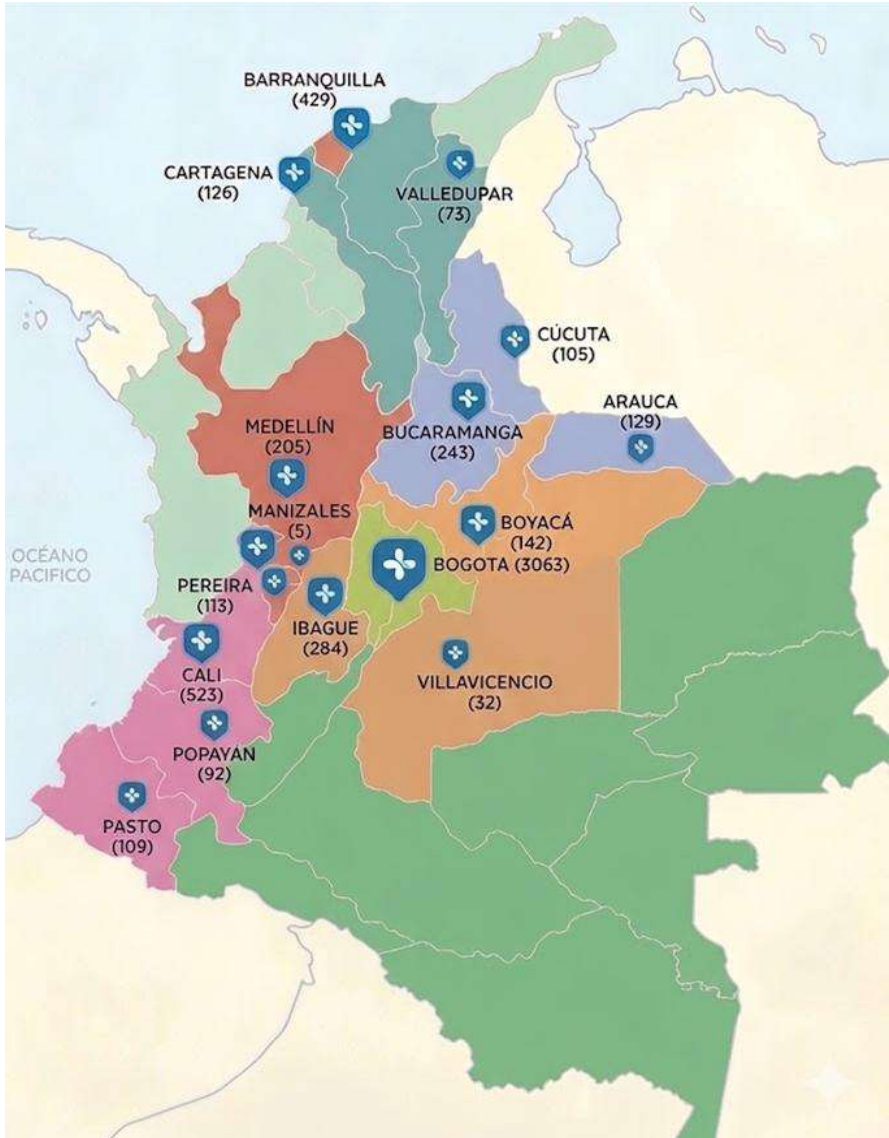 BARRANQUILLA
(429)
CARTAGENA
(126)
VALLEDUPAR
(73)
CÚCUTA
(105)
ARAUCA
(129)
MEDELLÍN
(205)
BUCARAMANGA
(243)
MANIZALES
(5)
BOYACÁ
(142)
OCÉANO
PACIFICO
BOGOTA (3063)
PEREIRA
(113)
IBAGUE
(284)
CALI
(523)
VILLAVICENCIO
(32)
POPAYÁN
(92)
PASTO
(109)